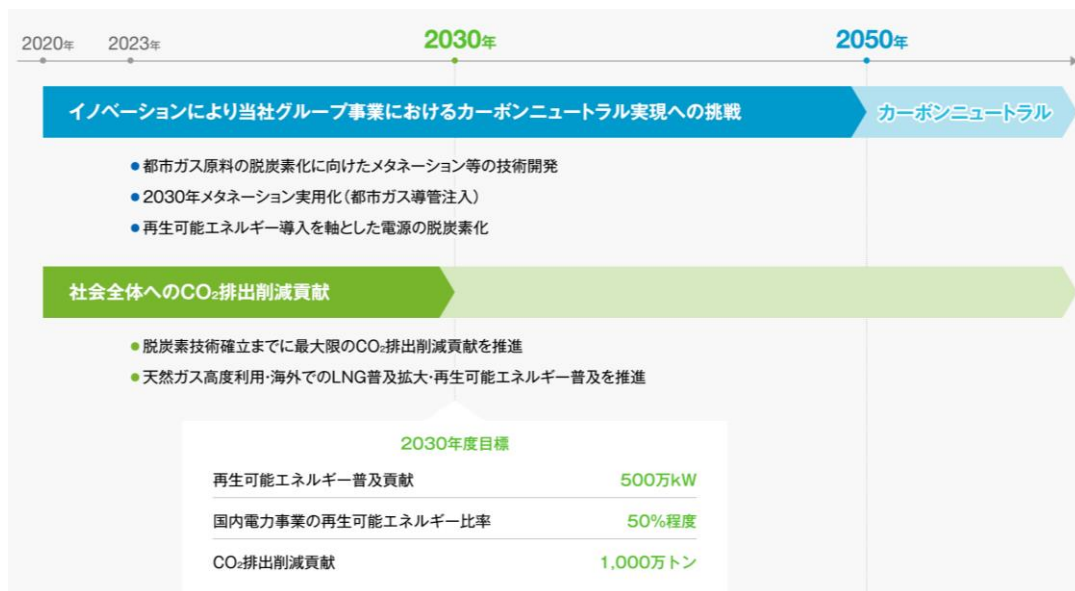 2020年 2023年 2030年 2050年
イノベーションにより当社グループ事業におけるカーボンニュートラル実現への挑戦 カーボンニュートラル
●都市ガス原料の脱炭素化に向けたメタネーション等の技術開発
●2030年メタネーション実用化(都市ガス導管注入)
●再生可能エネルギー導入を軸とした電源の脱炭素化
社会全体へのCO₂排出削減貢献
●脱炭素技術確立までに最大限のCO₂排出削減貢献を推進
●天然ガス高度利用・海外でのLNG普及拡大・再生可能エネルギー普及を推進
2030年度目標
再生可能エネルギー普及貢献 500万kW
国内電力事業の再生可能エネルギー比率 50%程度
CO₂排出削減貢献 1,000万トン